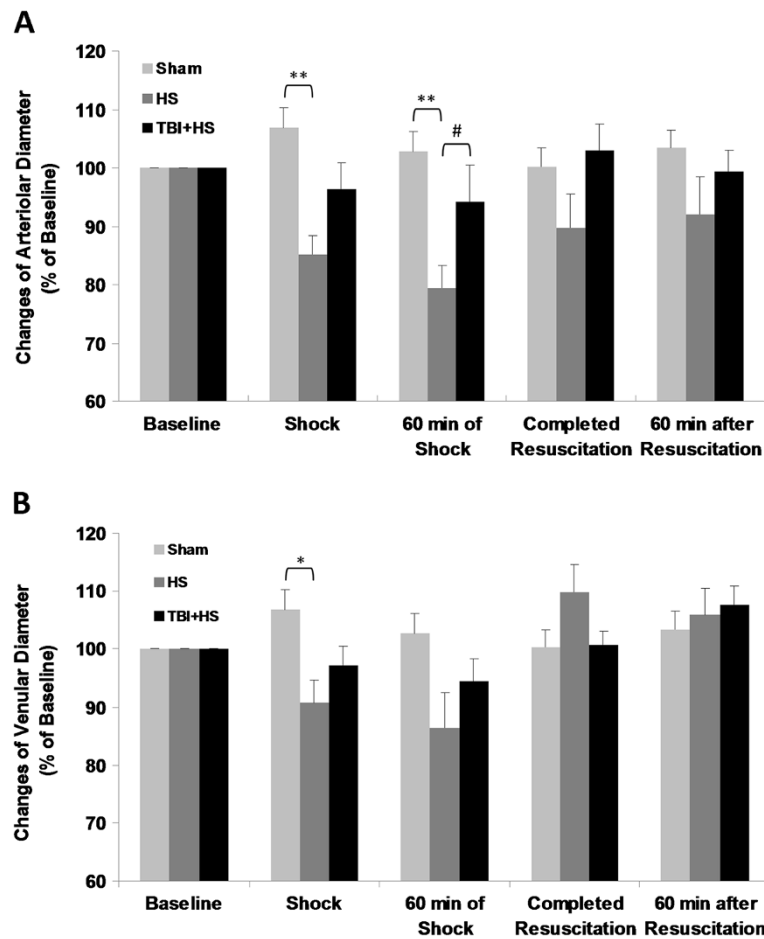 A
Changes of Arteriolar Diameter
(% of Baseline)
120
110
100
90
80
70
60
Sham
HS
TBI+HS
**
**
#
Baseline
Shock
60 min of
Shock
Completed
Resuscitation
60 min after
Resuscitation
B
Changes of Venular Diameter
(% of Baseline)
120
110
100
90
80
70
60
Sham
HS
TBI+HS
*
Baseline
Shock
60 min of
Shock
Completed
Resuscitation
60 min after
Resuscitation